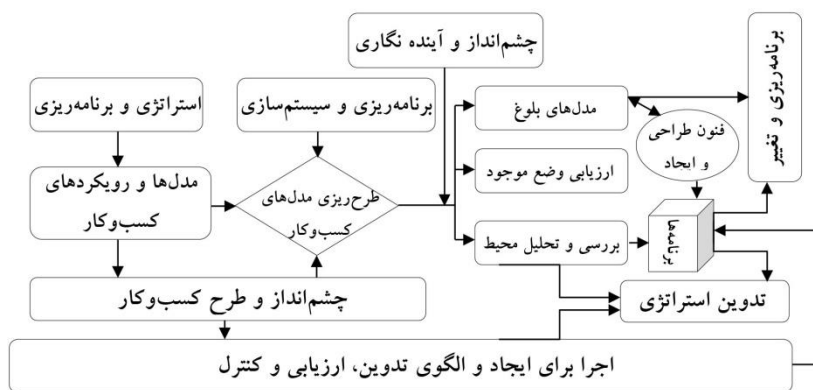 چشم‌انداز و آینده نگاری
استراتژی و برنامه‌ریزی
برنامه‌ریزی و سیستم‌سازی
مدل‌های بلوغ
برنامه‌ریزی و تغییر
فنون طراحی
و ایجاد
مدل‌ها و رویکردهای
کسب‌وکار
طرح‌ریزی مدل‌های
کسب‌وکار
ارزیابی وضع موجود
بررسی و تحلیل محیط
برنامه‌ها
چشم‌انداز و طرح کسب‌وکار
تدوین استراتژی
اجرا برای ایجاد و الگوی تدوین، ارزیابی و کنترل